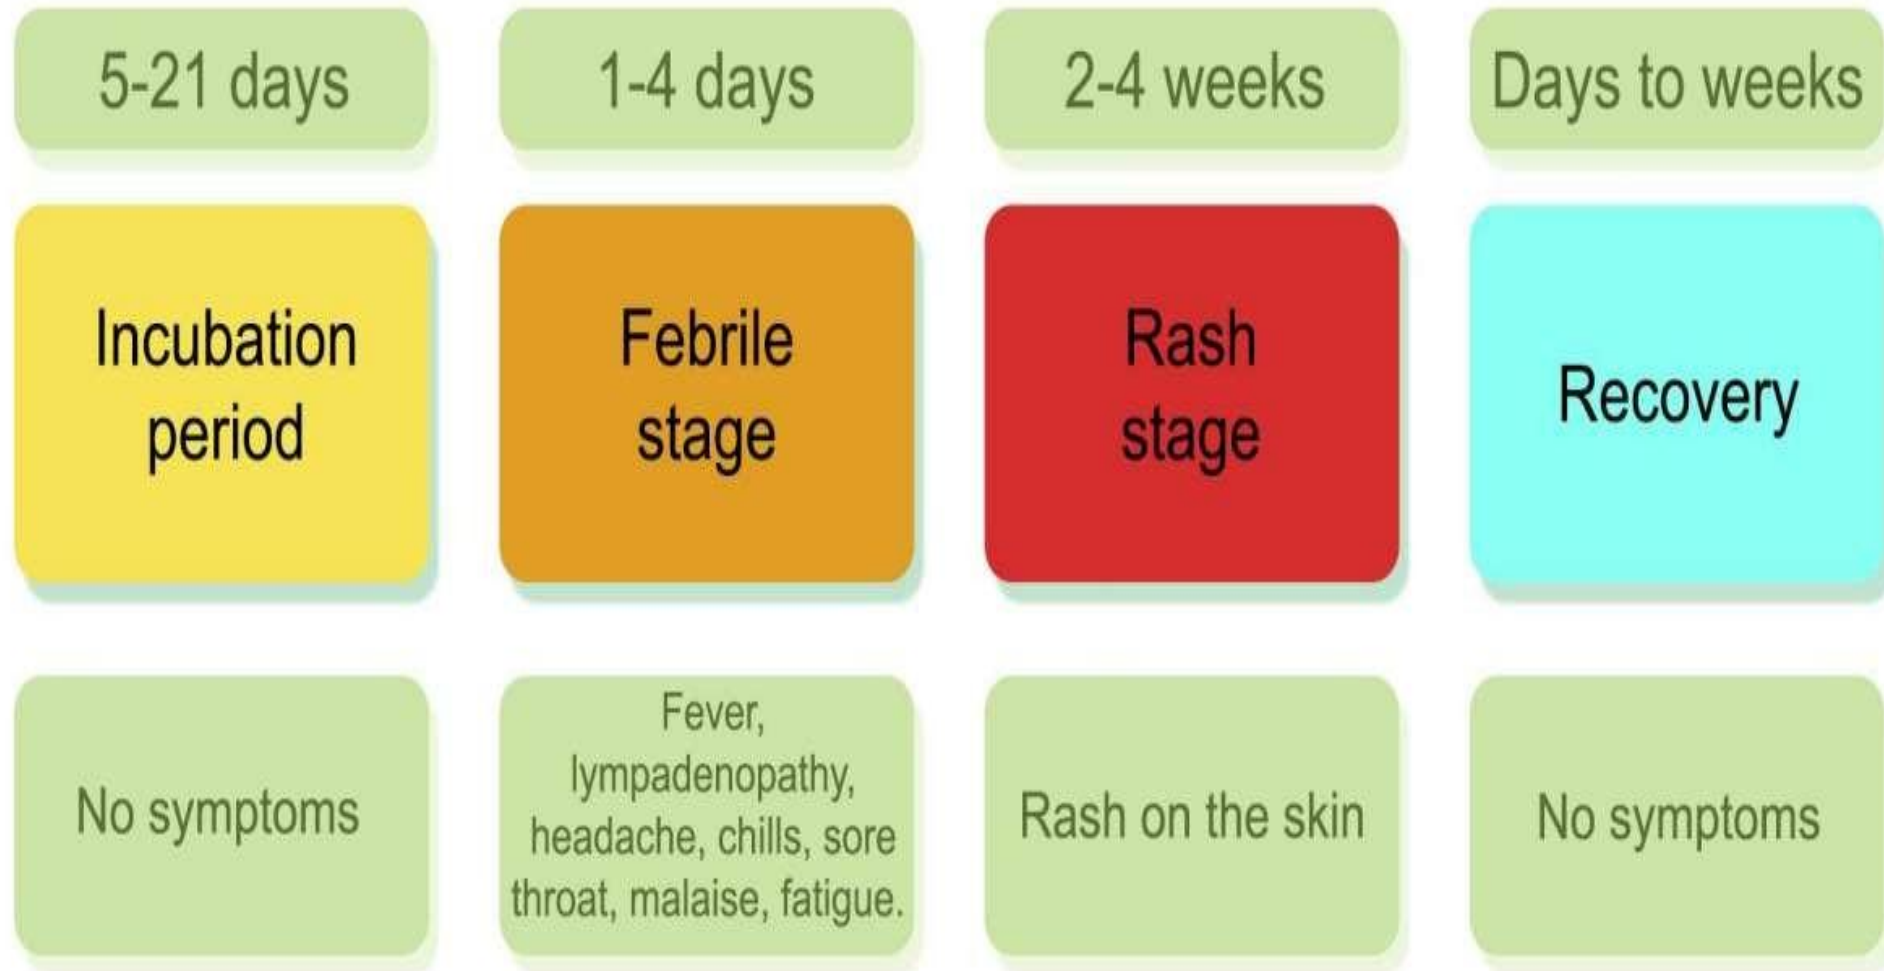 5-21 days
1-4 days
2-4 weeks
Days to weeks
Incubation
period
Febrile
stage
Rash
stage
Recovery
No symptoms
Fever,
lympadenopathy,
headache, chills, sore
throat, malaise, fatigue.
Rash on the skin
No symptoms